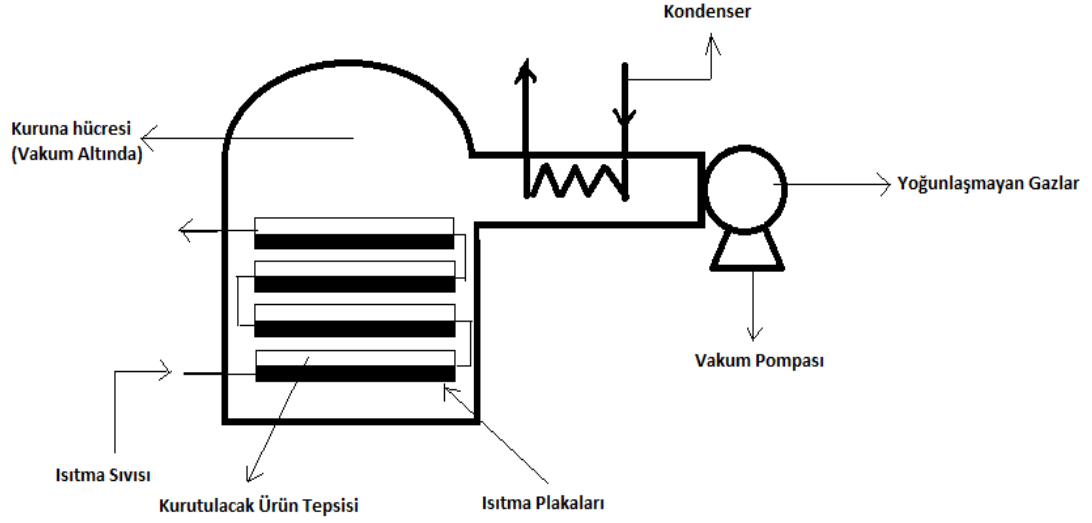 Kondenser
Kuruna hücresi
(Vakum Altında)
Yoğunlaşmayan Gazlar
Vakum Pompası
Isıtma Sıvısı
Kurutulacak Ürün Tepsisi
Isıtma Plakaları